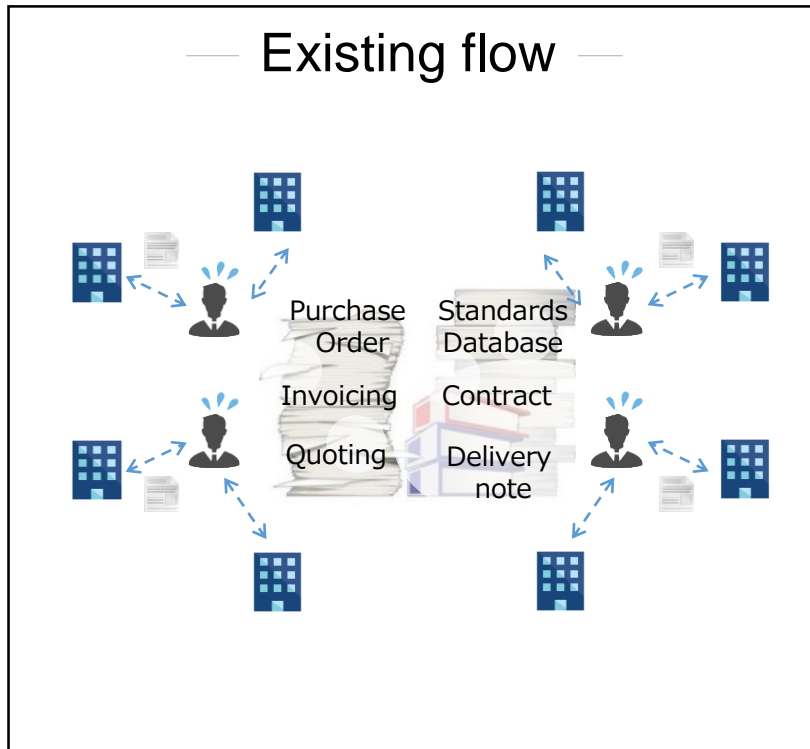 Existing flow
Purchase
Order
Standards
Database
Invoicing
Contract
Quoting
Delivery
note